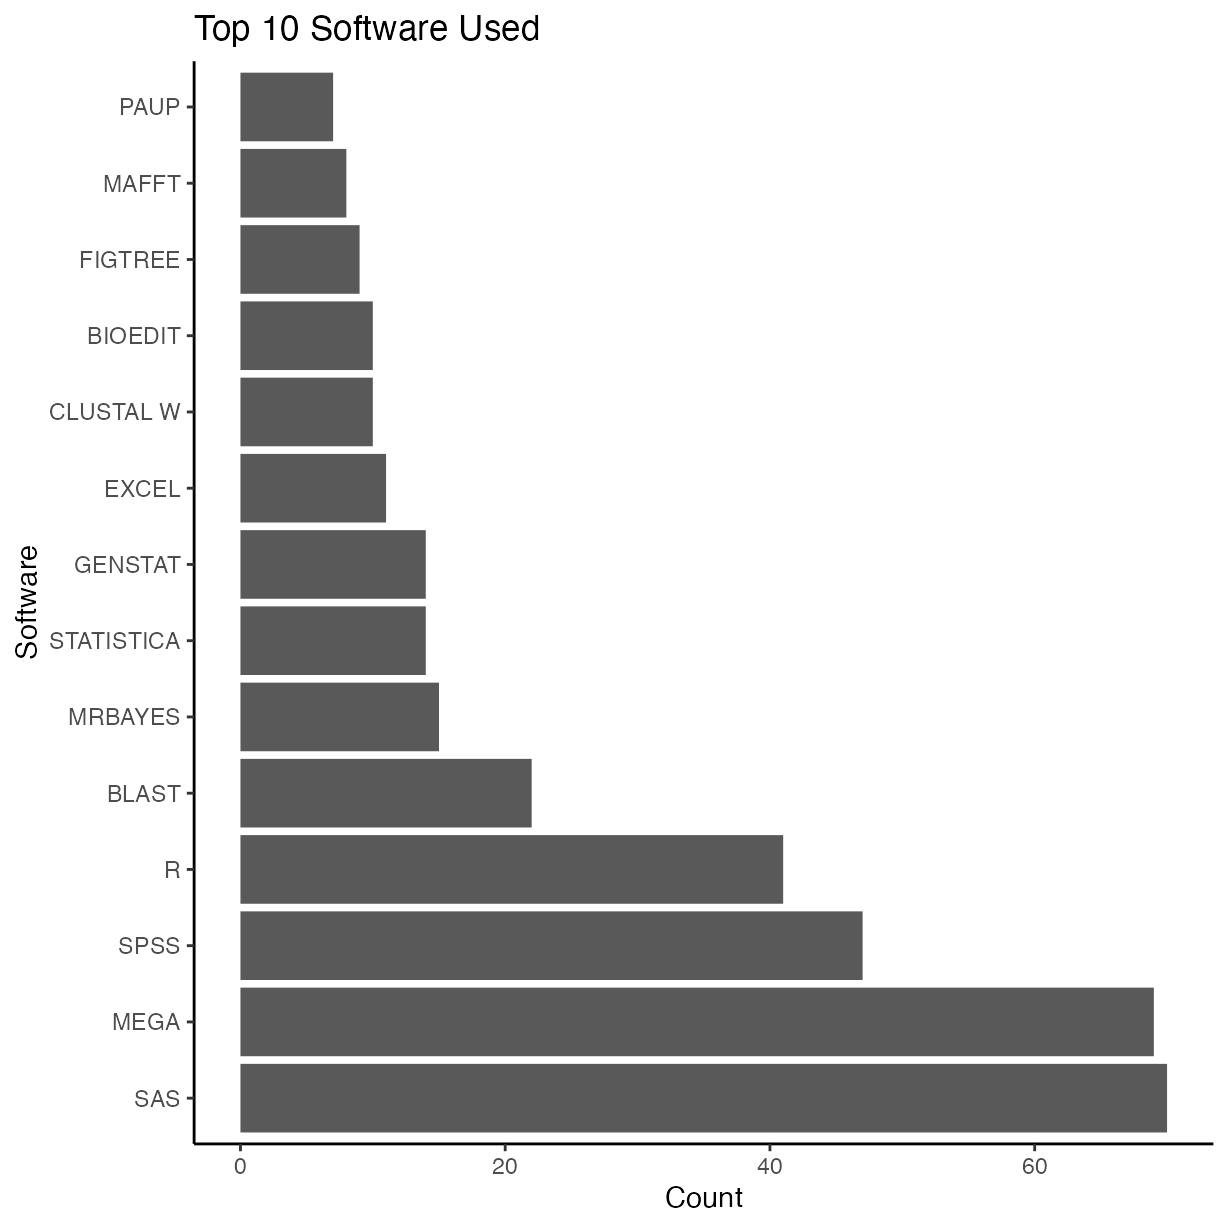 Top 10 Software Used
PAUP
MAFFT
FIGTREE
BIOEDIT
CLUSTAL W
EXCEL
GENSTAT
STATISTICA
MRBAYES
BLAST
R
SPSS
MEGA
SAS
Software
0 20 40 60
Count